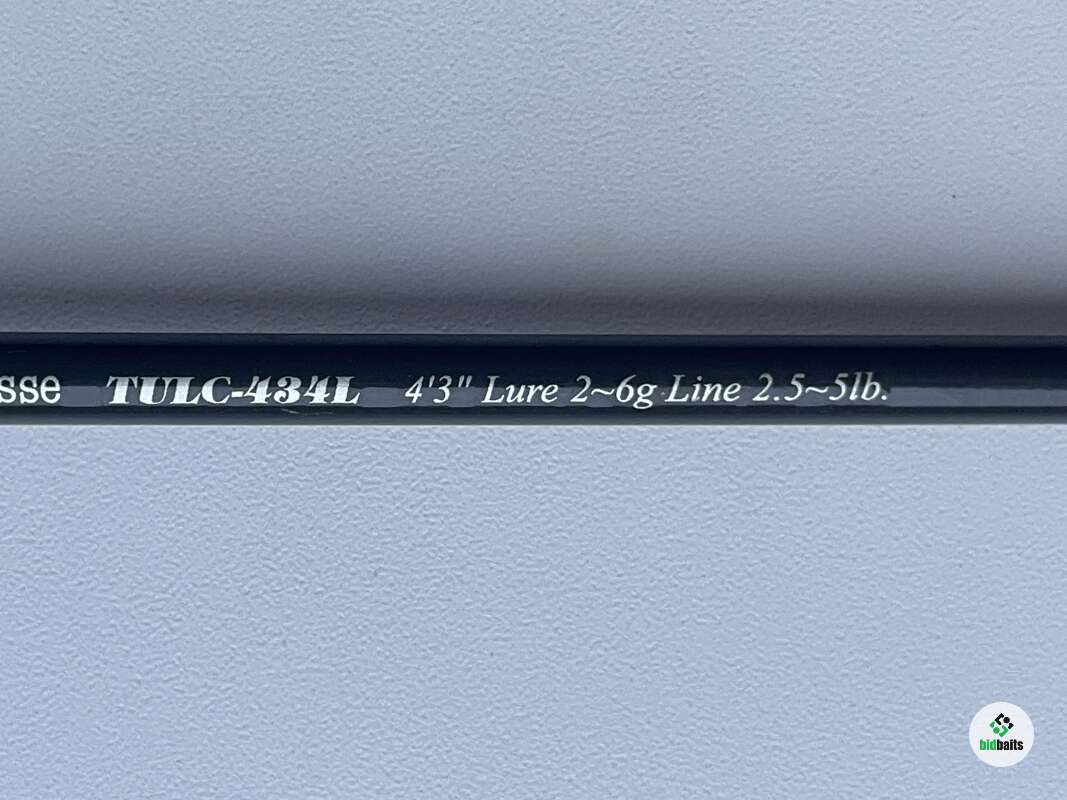 sse TULC-434L 4'3" Lure 2~6g Line 2.5~5lb.
bidbaits